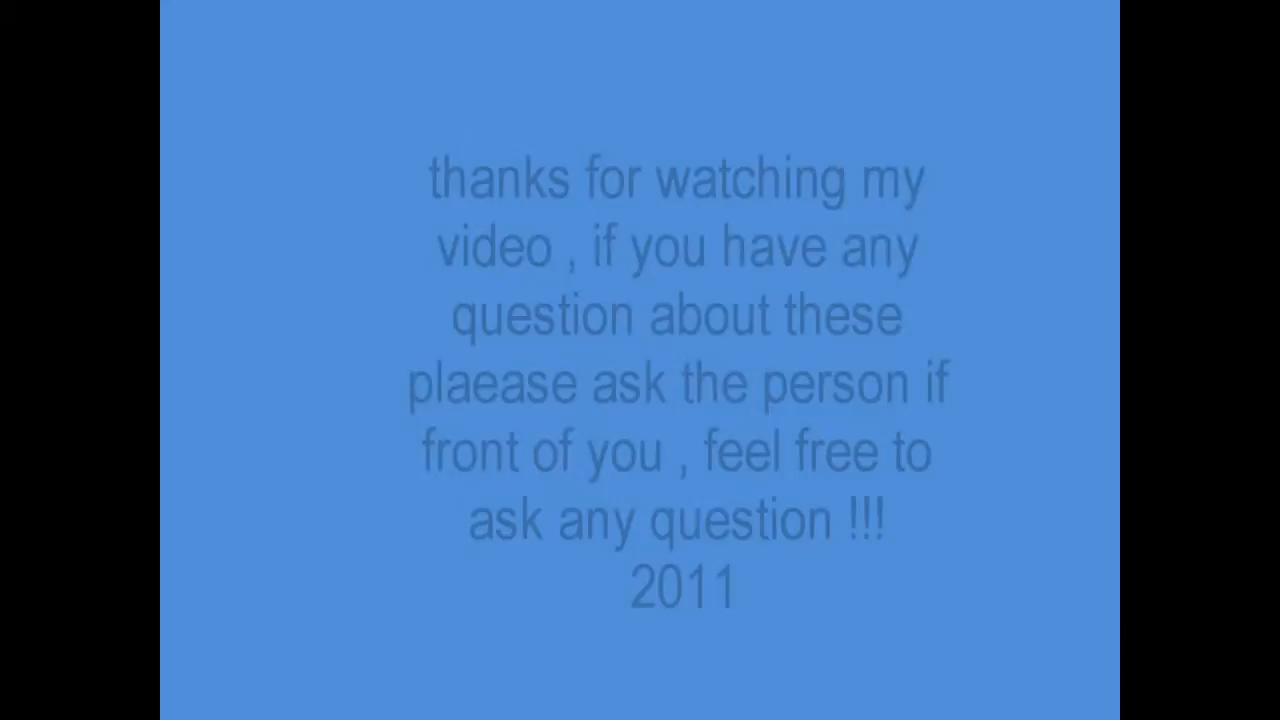 thanks for watching my
video , if you have any
question about these
plaease ask the person if
front of you , feel free to
ask any question !!!
2011